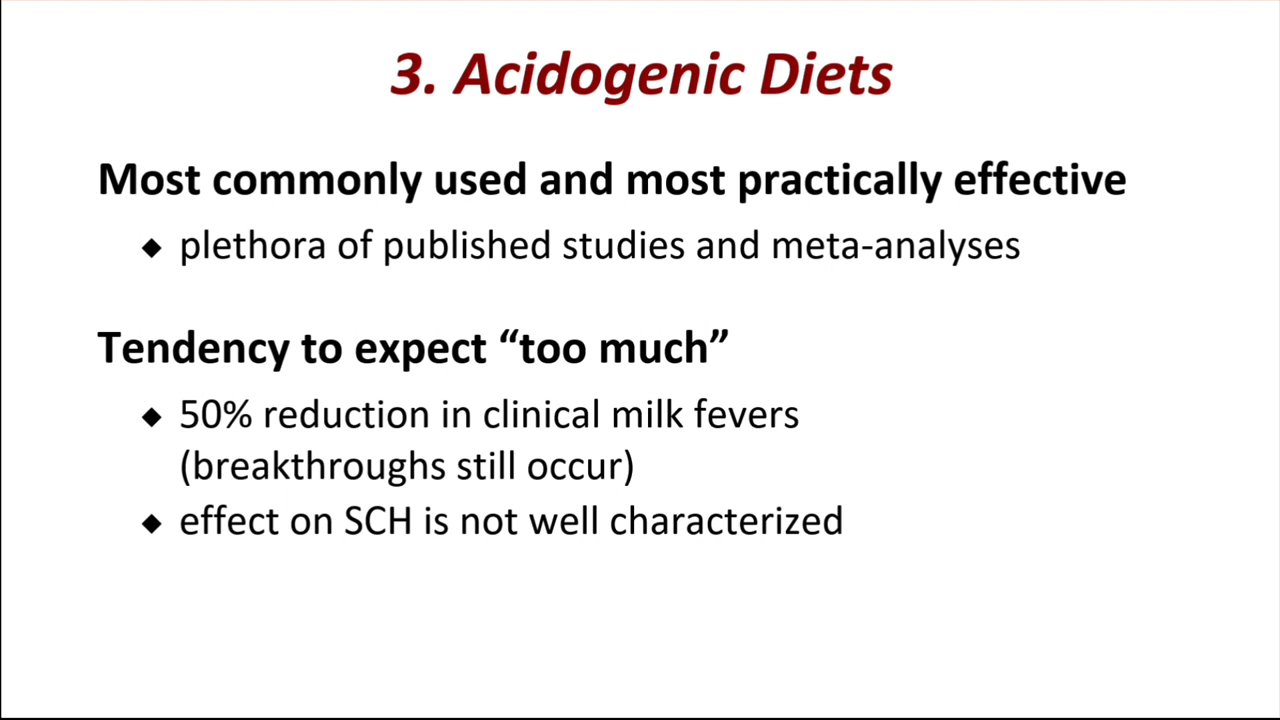 3. Acidogenic Diets
Most commonly used and most practically effective
◆ plethora of published studies and meta-analyses
Tendency to expect “too much”
◆ 50% reduction in clinical milk fevers
(breakthroughs still occur)
◆ effect on SCH is not well characterized